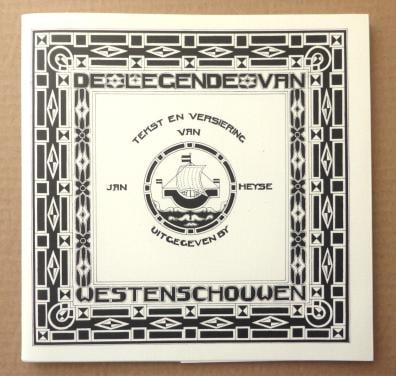 DE LEGENDE VAN
TEKST EN VERSIERING
VAN
JAN HEYSE
UITGEGEVEN BY
WESTENSCHOUWEN